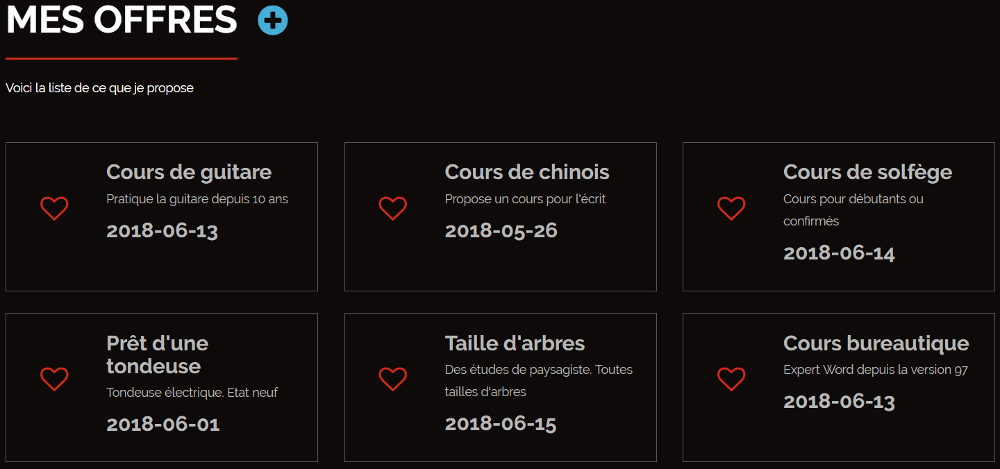 MES OFFRES
Voici la liste de ce que je propose
Cours de guitare
Pratique la guitare depuis 10 ans
2018-06-13
Cours de chinois
Propose un cours pour l'écrit
2018-05-26
Cours de solfège
Cours pour débutants ou
confirmés
2018-06-14
Prêt d'une
tondeuse
Tondeuse électrique. Etat neuf
2018-06-01
Taille d'arbres
Des études de paysagiste. Toutes
tailles d'arbres
2018-06-15
Cours bureautique
Expert Word depuis la version 97
2018-06-13